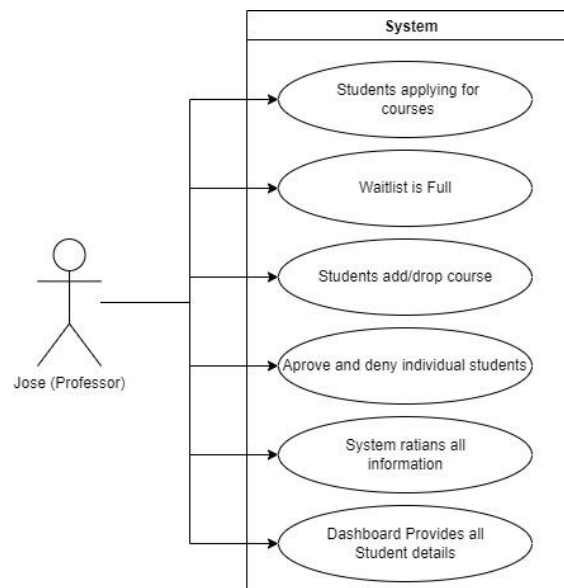 System
Students applying for
courses
Waitlist is Full
Students add/drop course
Aprove and deny individual students
Jose (Professor)
System ratians all
information
Dashboard Provides all
Student details